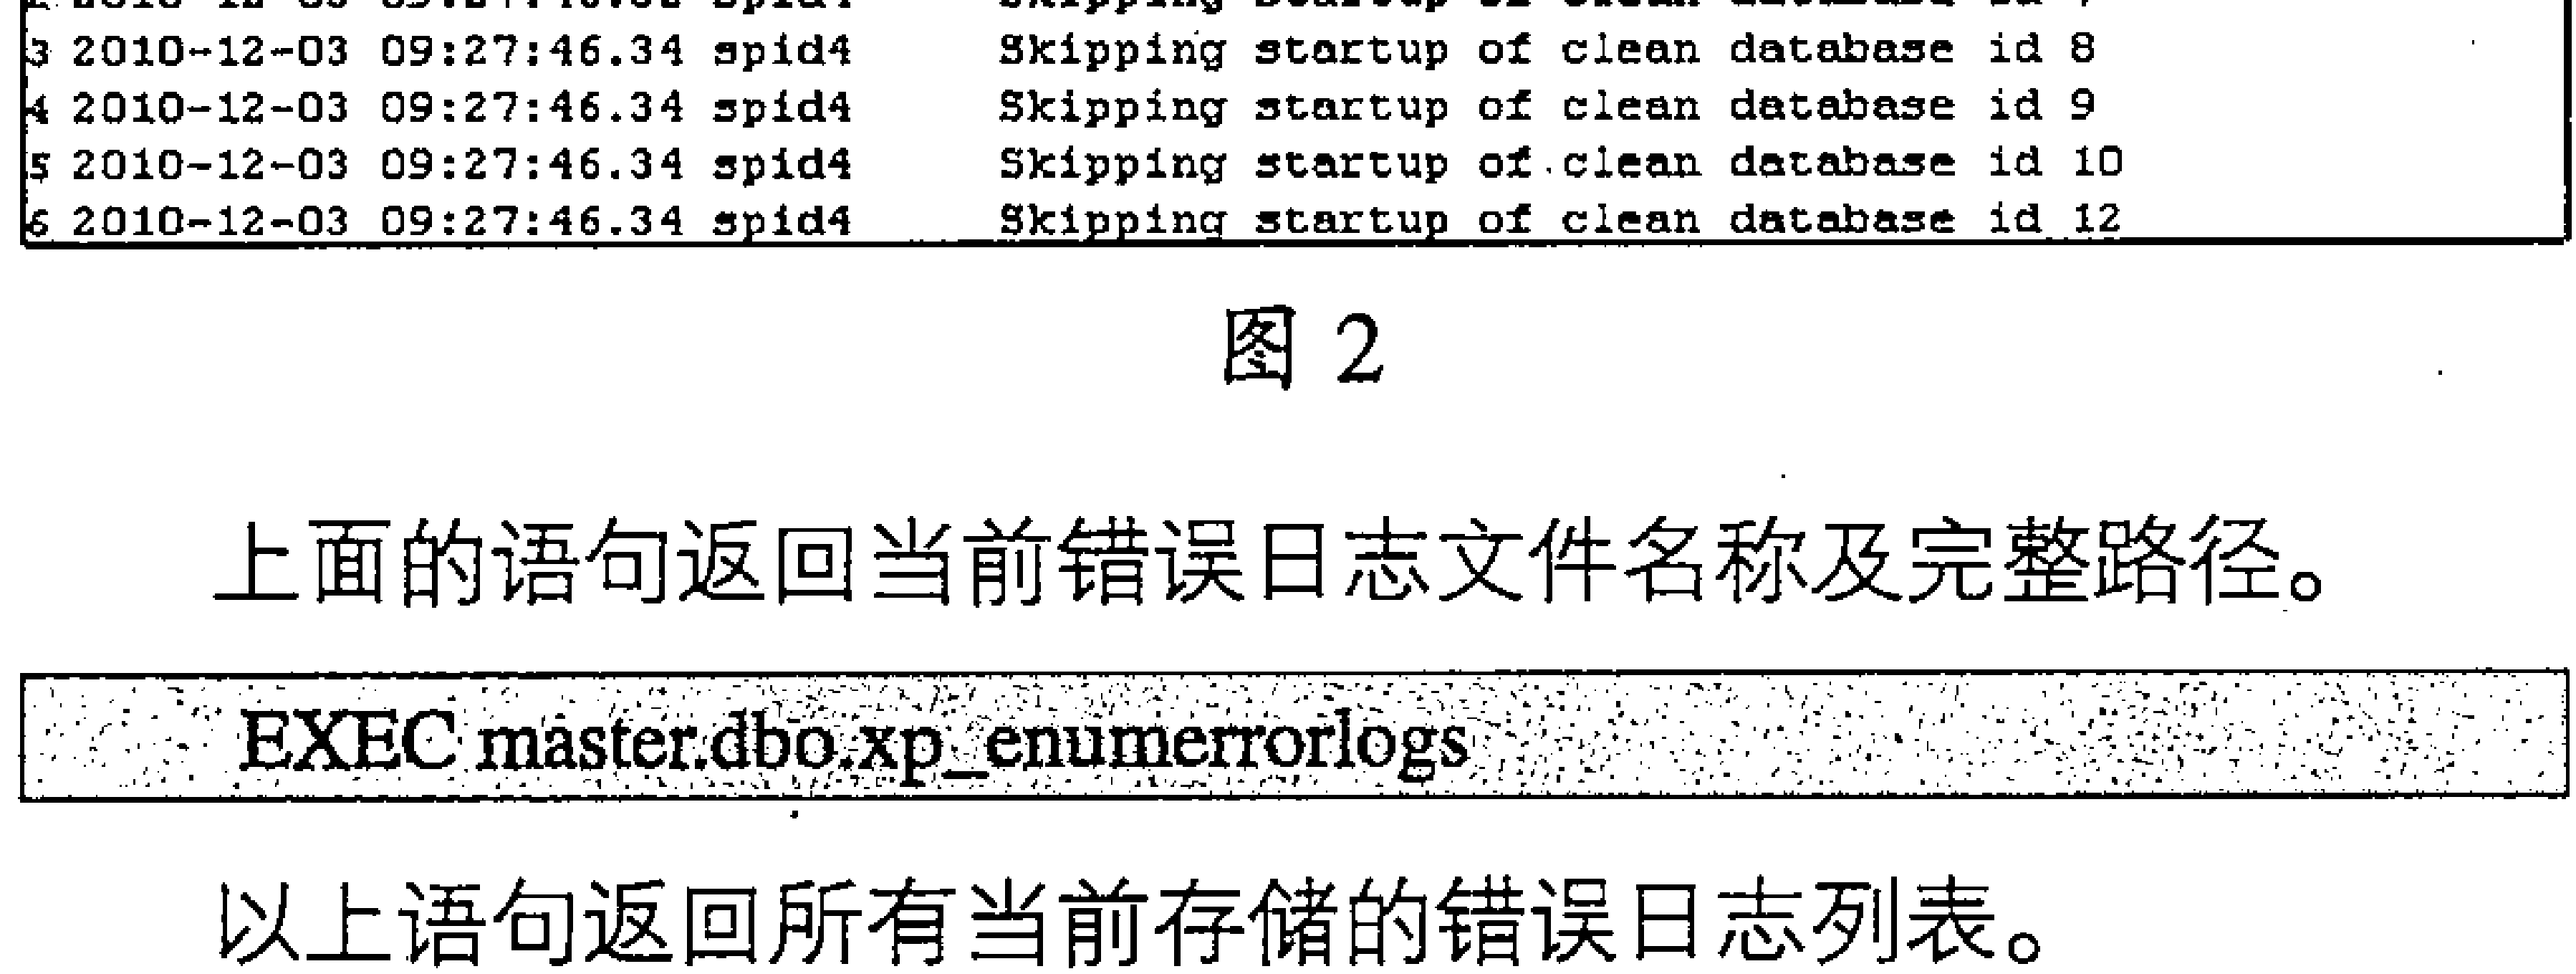 3 2010-12-03 09:27:46.34 spid4 Skipping startup of clean database id 8
4 2010-12-03 09:27:46.34 spid4 Skipping startup of clean database id 9
5 2010-12-03 09:27:46.34 spid4 Skipping startup of clean database id 10
6 2010-12-03 09:27:46.34 spid4 Skipping startup of clean database id 12
图 2
上面的语句返回当前错误日志文件名称及完整路径。
EXEC master.dbo.xp_enumerrorlogs
以上语句返回所有当前存储的错误日志列表。